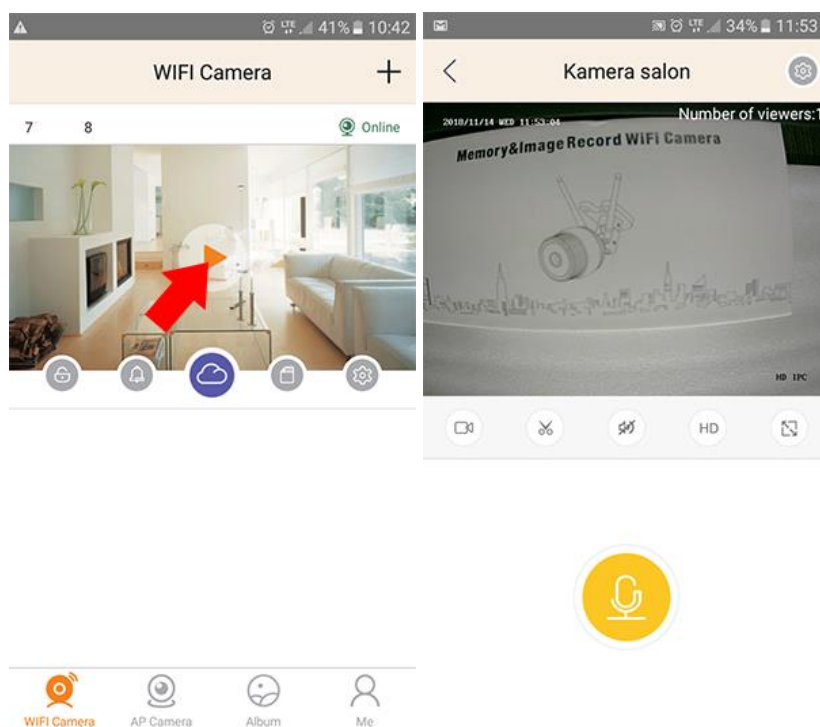 LTE 41% 10:42
WIFI Camera
7 8 Online
WIFI Camera AP Camera Album Me
LTE 34% 11:53
Kamera salon
2018/11/14 WED 11:53:04
Number of viewers:1
Memory&Image Record WiFi Camera
HD IPC
HD